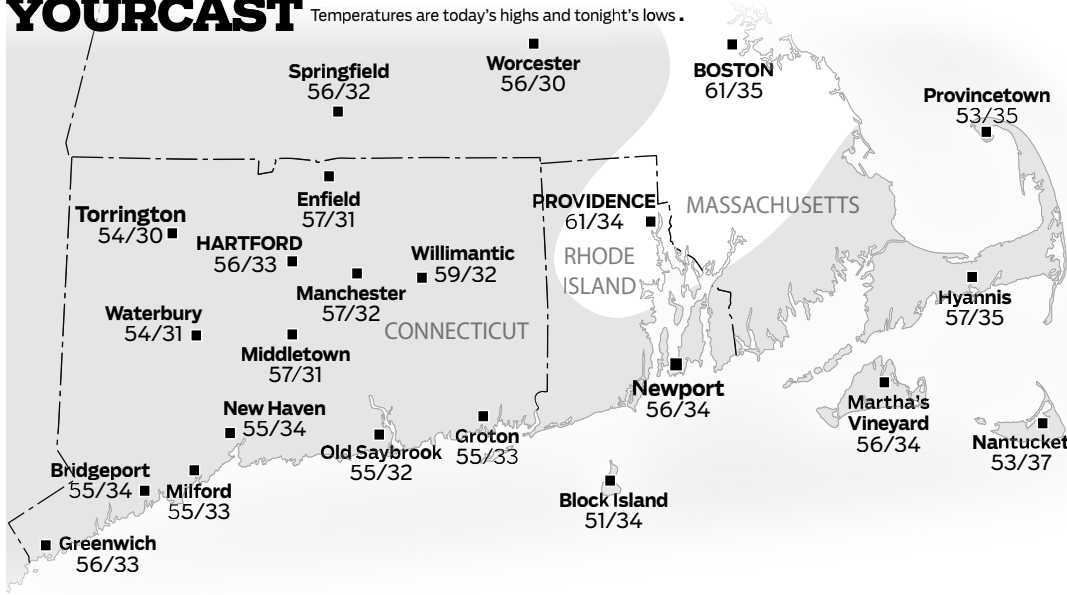 YOURCAST
Temperatures are today's highs and tonight's lows.
Worcester
56/30
BOSTON
61/35
Springfield
56/32
Provincetown
53/35
Enfield
57/31
Torrington
54/30
PROVIDENCE
61/34
MASSACHUSETTS
HARTFORD
56/33
Willimantic
59/32
RHODE
ISLAND
Manchester
57/32
Hyannis
57/35
Waterbury
54/31
CONNECTICUT
Middletown
57/31
Newport
56/34
Martha's
Vineyard
56/34
New Haven
55/34
Groton
55/33
Nantucket
53/37
Old Saybrook
55/32
Bridgeport
55/34
Milford
55/33
Block Island
51/34
Greenwich
56/33